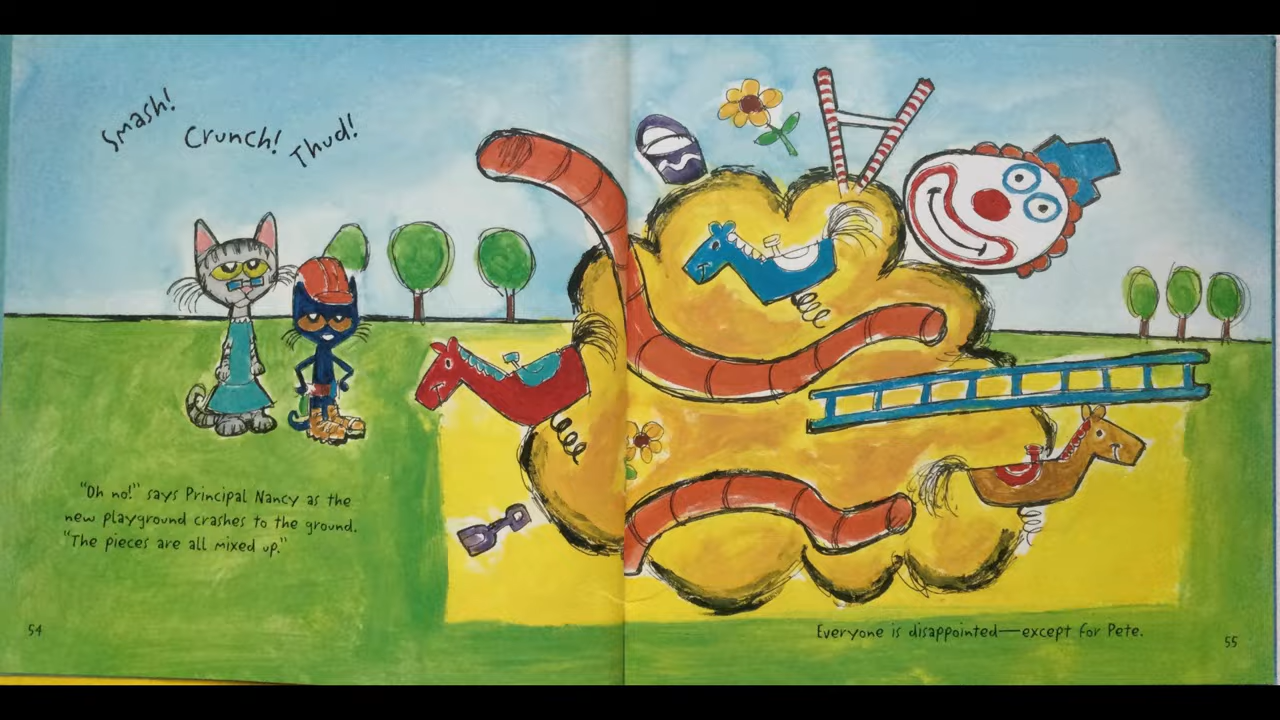 Smash!
Crunch!
Thud!
"Oh no!" says Principal Nancy as the
new playground crashes to the ground.
"The pieces are all mixed up."
54
Everyone is disappointed—except for Pete.
55